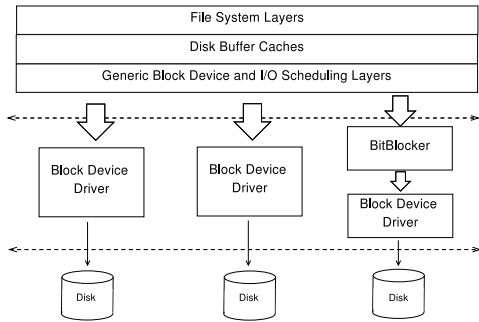 File System Layers
Disk Buffer Caches
Generic Block Device and I/O Scheduling Layers
Block Device
Driver
Block Device
Driver
BitBlocker
Block Device
Driver
Disk
Disk
Disk